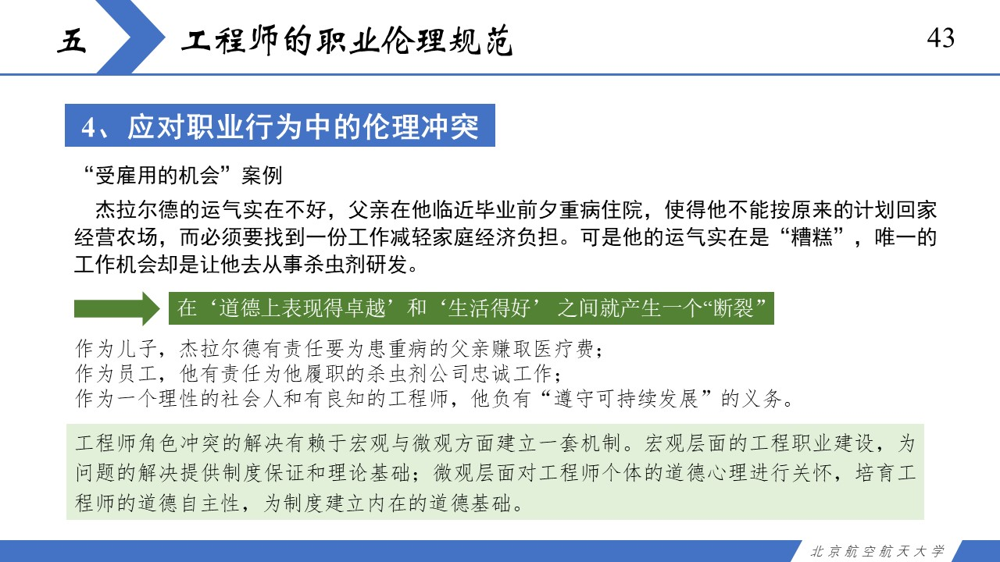 五
工程师的职业伦理规范
43
4、应对职业行为中的伦理冲突
“受雇用的机会”案例
杰拉尔德的运气实在不好，父亲在他临近毕业前夕重病住院，使得他不能按原来的计划回家
经营农场，而必须要找到一份工作减轻家庭经济负担。可是他的运气实在是“糟糕”，唯一的
工作机会却是让他去从事杀虫剂研发。
在‘道德上表现得卓越’和‘生活得好’ 之间就产生一个“断裂”
作为儿子，杰拉尔德有责任要为患重病的父亲赚取医疗费；
作为员工，他有责任为他履职的杀虫剂公司忠诚工作；
作为一个理性的社会人和有良知的工程师，他负有“遵守可持续发展”的义务。
工程师角色冲突的解决有赖于宏观与微观方面建立一套机制。宏观层面的工程职业建设，为
问题的解决提供制度保证和理论基础；微观层面对工程师个体的道德心理进行关怀，培育工
程师的道德自主性，为制度建立内在的道德基础。
北京航空航天大学